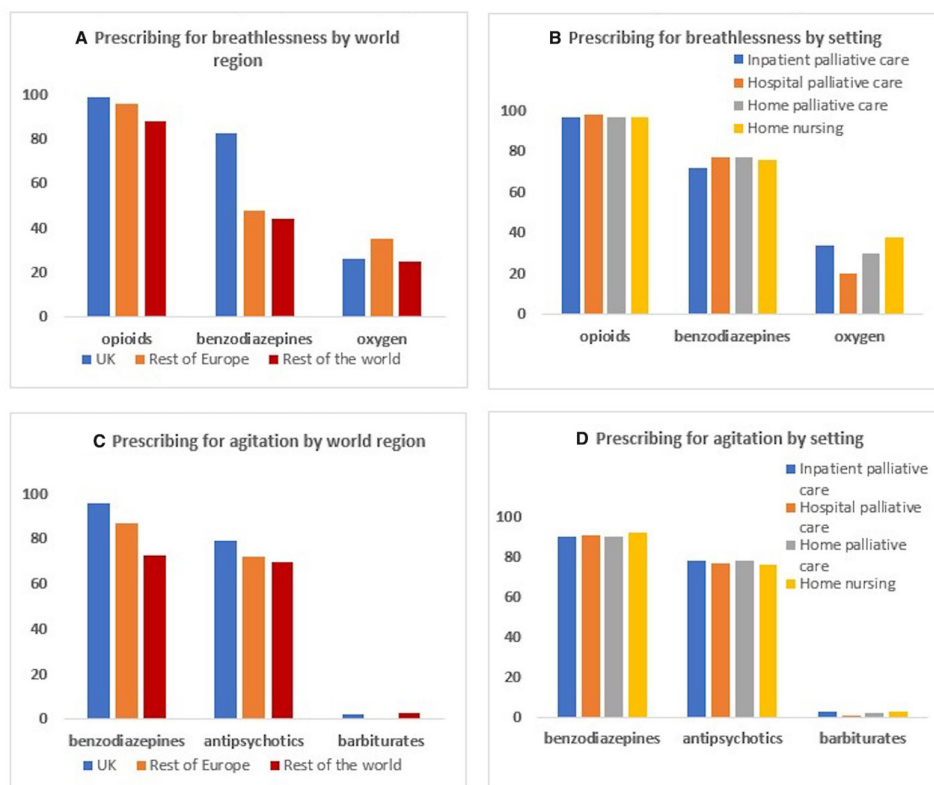 A Prescribing for breathlessness by world
region
100
80
60
40
20
0
opioids benzodiazepines oxygen
UK Rest of Europe Rest of the world
B Prescribing for breathlessness by setting
Inpatient palliative care
Hospital palliative care
Home palliative care
Home nursing
100
80
60
40
20
0
opioids benzodiazepines oxygen
C Prescribing for agitation by world region
100
80
60
40
20
0
benzodiazepines antipsychotics barbiturates
UK Rest of Europe Rest of the world
D Prescribing for agitation by setting
Inpatient palliative
care
Hospital palliative
care
Home palliative
care
Home nursing
100
80
60
40
20
0
benzodiazepines antipsychotics barbiturates